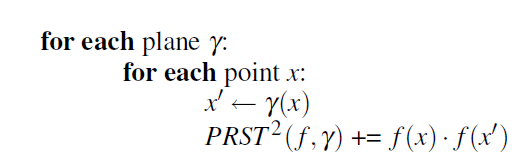 for each plane γ:
for each point x:
x′ ← γ(x)
PRST²(f, γ) += f(x) · f(x′)